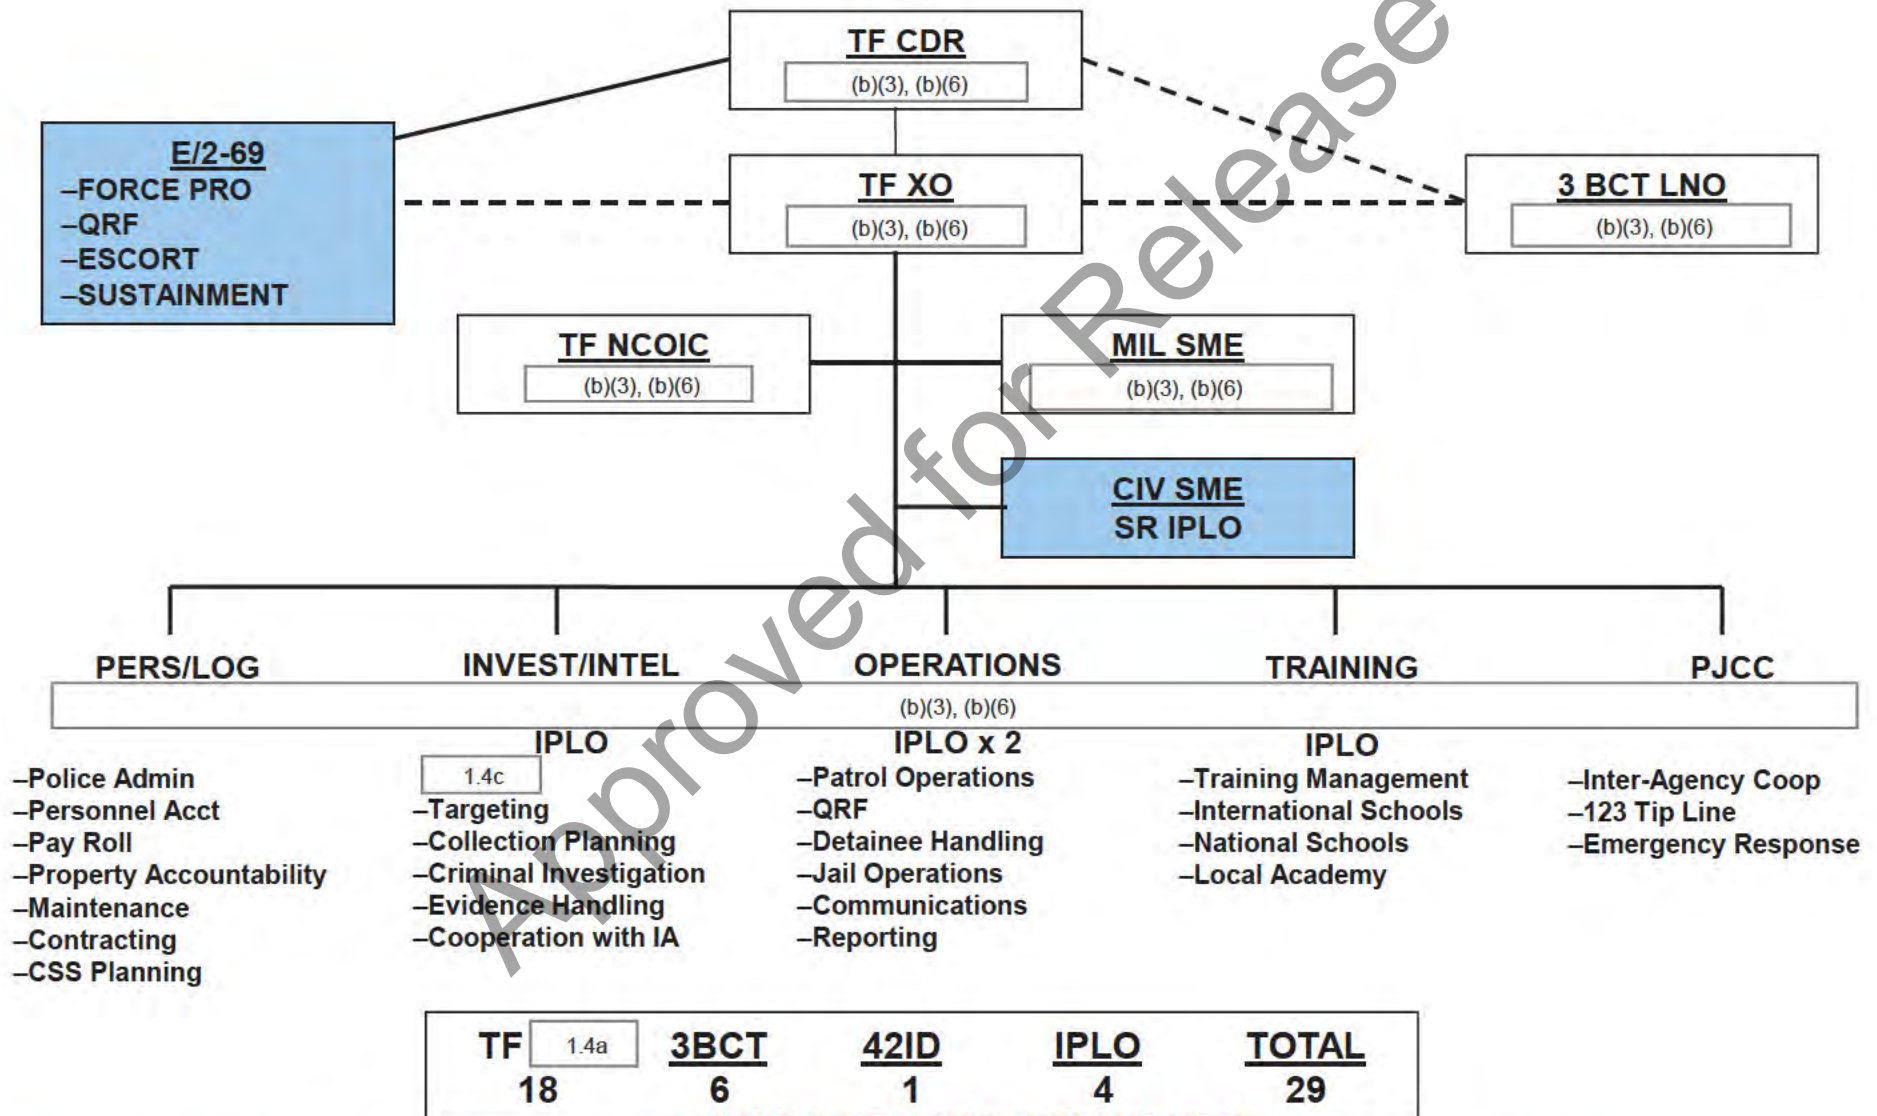 TF CDR
(b)(3), (b)(6)
E/2-69
–FORCE PRO
–QRF
–ESCORT
–SUSTAINMENT
TF XO
(b)(3), (b)(6)
3 BCT LNO
(b)(3), (b)(6)
TF NCOIC
(b)(3), (b)(6)
MIL SME
(b)(3), (b)(6)
CIV SME
SR IPLO
PERS/LOG INVEST/INTEL OPERATIONS TRAINING PJCC
(b)(3), (b)(6)
IPLO IPLO x 2 IPLO
–Police Admin
–Personnel Acct
–Pay Roll
–Property Accountability
–Maintenance
–Contracting
–CSS Planning
1.4c
–Targeting
–Collection Planning
–Criminal Investigation
–Evidence Handling
–Cooperation with IA
–Patrol Operations
–QRF
–Detainee Handling
–Jail Operations
–Communications
–Reporting
–Training Management
–International Schools
–National Schools
–Local Academy
–Inter-Agency Coop
–123 Tip Line
–Emergency Response
TF 1.4a 3BCT 42ID IPLO TOTAL
18 6 1 4 29
Approved for Release